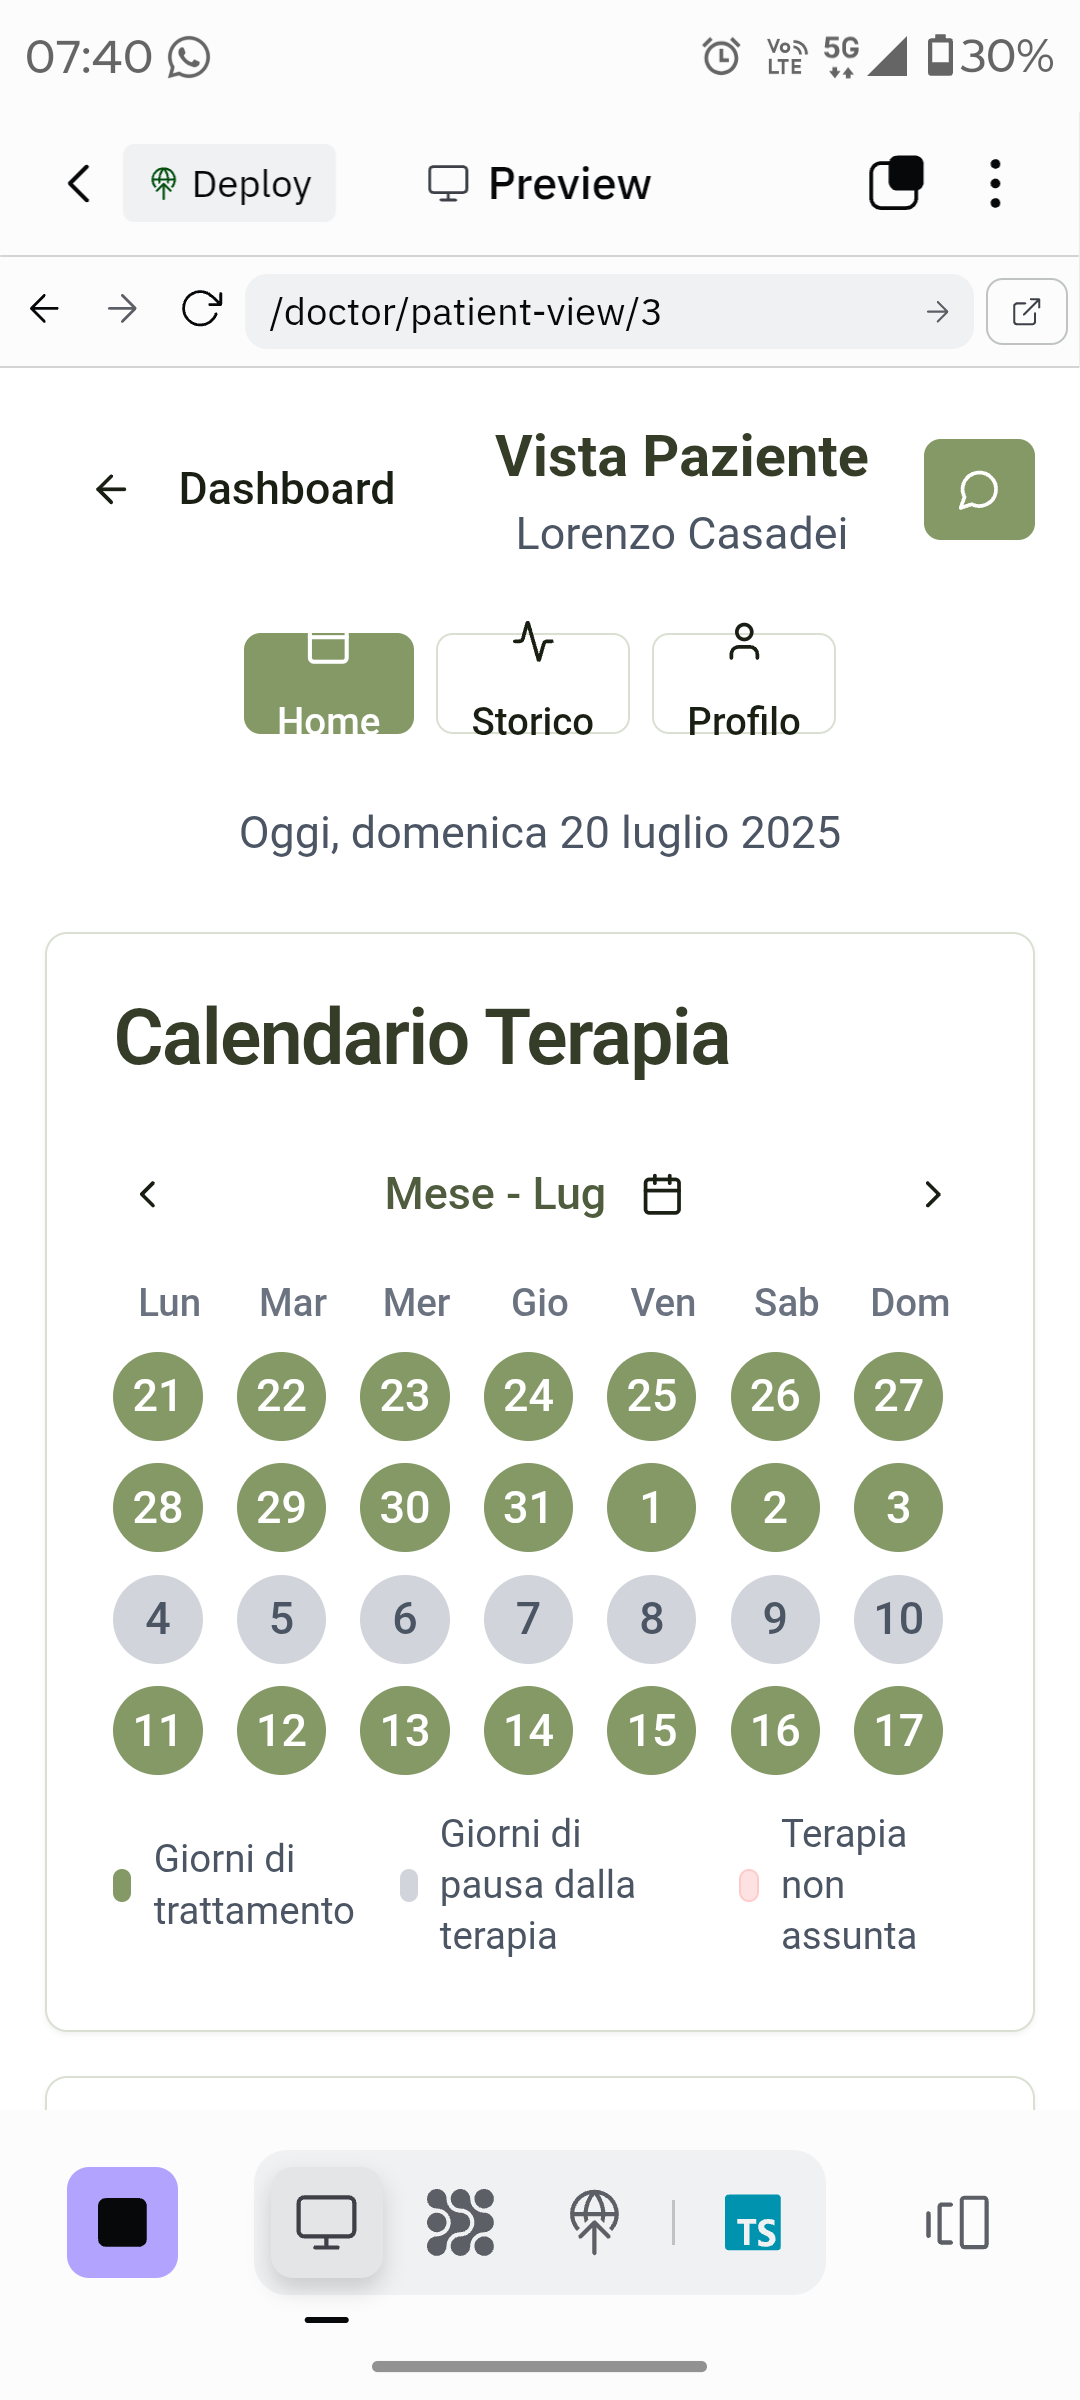 07:40
Vo LTE 5G 30%
Deploy Preview
/doctor/patient-view/3
Dashboard
Vista Paziente
Lorenzo Casadei
Home Storico Profilo
Oggi, domenica 20 luglio 2025
Calendario Terapia
Mese - Lug
Lun Mar Mer Gio Ven Sab Dom
21 22 23 24 25 26 27
28 29 30 31 1 2 3
4 5 6 7 8 9 10
11 12 13 14 15 16 17
Giorni di
trattamento
Giorni di
pausa dalla
terapia
Terapia
non
assunta
TS